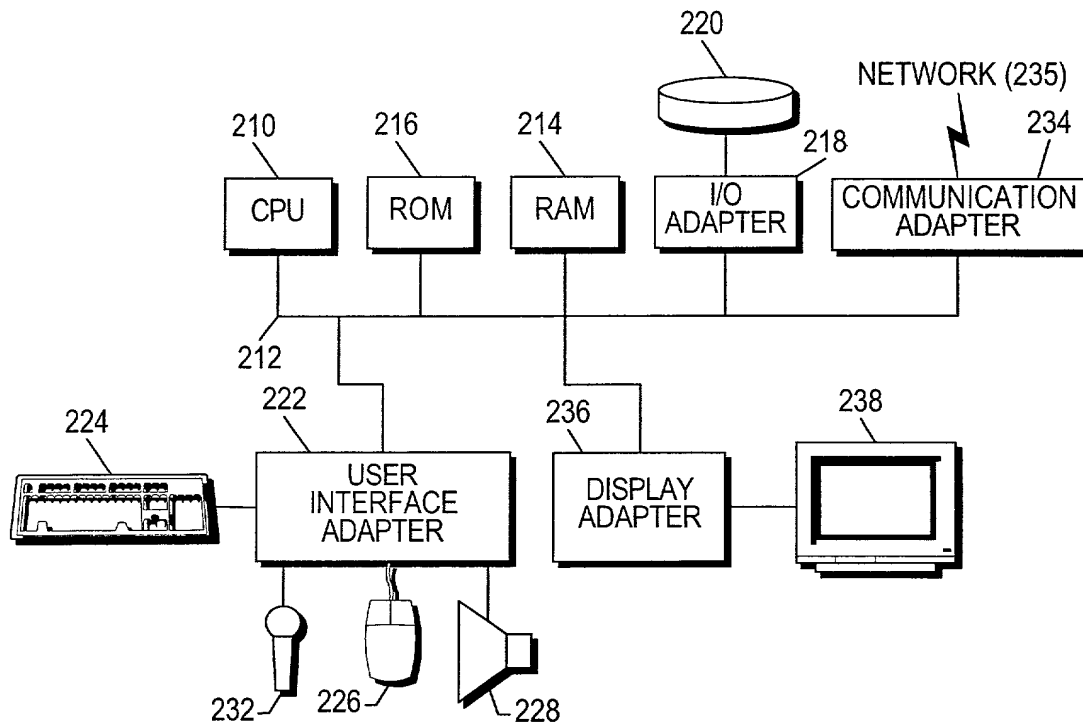 220
NETWORK (235)
210
216
214
218
234
CPU
ROM
RAM
I/O
ADAPTER
COMMUNICATION
ADAPTER
212
224
222
236
238
USER
INTERFACE
ADAPTER
DISPLAY
ADAPTER
232
226
228